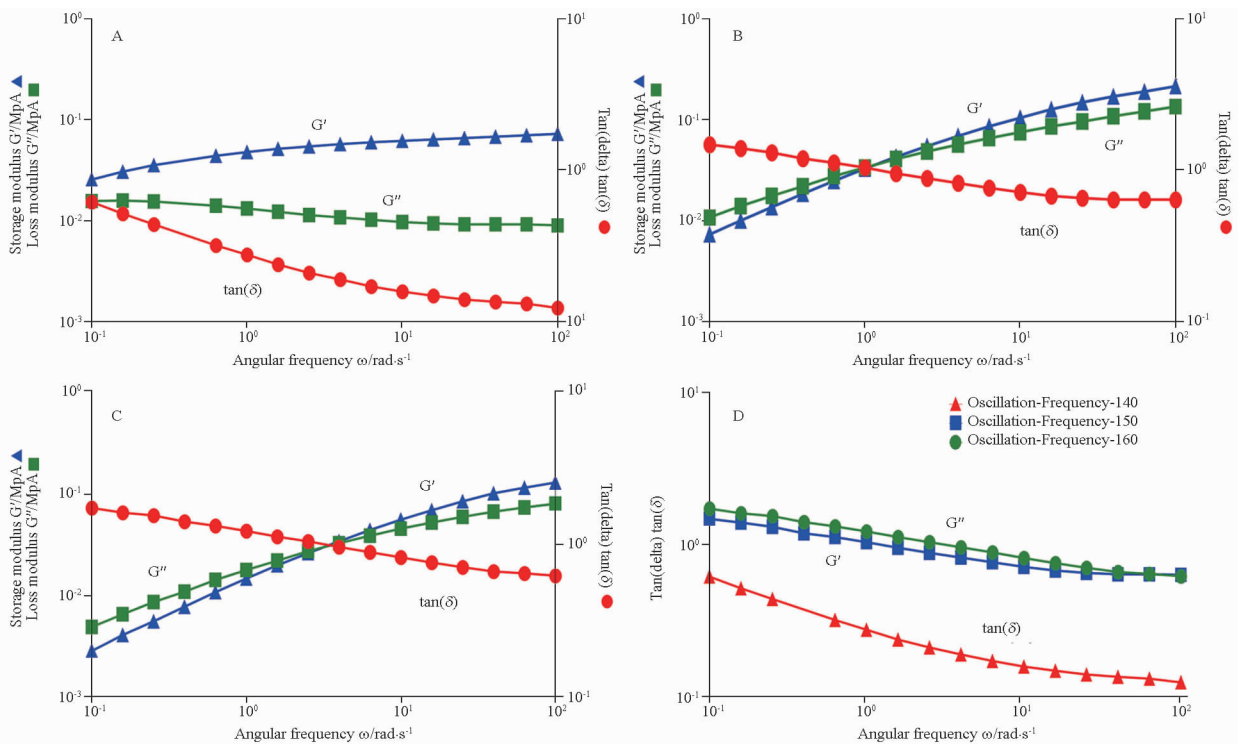 A
10⁰
10⁻¹
10⁻²
10⁻³
10¹
10⁰
10¹
Storage modulus G′/MpA
Loss modulus G″/MpA
Tan(delta) tan(δ)
G′
G″
tan(δ)
10⁻¹
10⁰
10¹
10²
Angular frequency ω/rad·s⁻¹
B
10⁰
10⁻¹
10⁻²
10⁻³
10¹
10⁰
10⁻¹
Storage modulus G′/MpA
Loss modulus G″/MpA
Tan(delta) tan(δ)
G′
G″
tan(δ)
10⁻¹
10⁰
10¹
10²
Angular frequency ω/rad·s⁻¹
C
10⁰
10⁻¹
10⁻²
10⁻³
10¹
10⁰
10⁻¹
Storage modulus G′/MpA
Loss modulus G″/MpA
Tan(delta) tan(δ)
G′
G″
tan(δ)
10⁻¹
10⁰
10¹
10²
Angular frequency ω/rad·s⁻¹
D
10¹
10⁰
10⁻¹
Tan(delta) tan(δ)
Oscillation-Frequency-140
Oscillation-Frequency-150
Oscillation-Frequency-160
G″
G′
tan(δ)
10⁻¹
10⁰
10¹
10²
Angular frequency ω/rad·s⁻¹